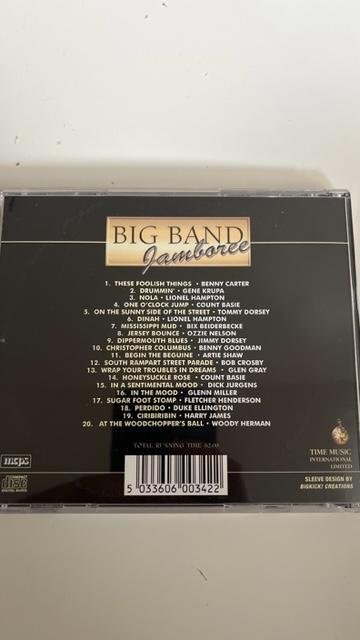 BIG BAND
Jamboree
1. THESE FOOLISH THINGS • BENNY CARTER
2. DRUMMIN' • GENE KRUPA
3. NOLA • LIONEL HAMPTON
4. ONE O'CLOCK JUMP • COUNT BASIE
5. ON THE SUNNY SIDE OF THE STREET • TOMMY DORSEY
6. DINAH • LIONEL HAMPTON
7. MISSISSIPPI MUD • BIX BEIDERBECKE
8. JERSEY BOUNCE • OZZIE NELSON
9. DIPPERMOUTH BLUES • JIMMY DORSEY
10. CHRISTOPHER COLUMBUS • BENNY GOODMAN
11. BEGIN THE BEGUINE • ARTIE SHAW
12. SOUTH RAMPART STREET PARADE • BOB CROSBY
13. WRAP YOUR TROUBLES IN DREAMS • GLEN GRAY
14. HONEYSUCKLE ROSE • COUNT BASIE
15. IN A SENTIMENTAL MOOD • DICK JURGENS
16. IN THE MOOD • GLENN MILLER
17. SUGAR FOOT STOMP • FLETCHER HENDERSON
18. PERDIDO • DUKE ELLINGTON
19. CIRIBIRIBIN • HARRY JAMES
20. AT THE WOODCHOPPER'S BALL • WOODY HERMAN
TOTAL RUNNING TIME
5 033606 003422
mcps
COMPACT
disc
DIGITAL AUDIO
TIME MUSIC
INTERNATIONAL
LIMITED
SLEEVE DESIGN BY
BIGKICK! CREATIONS